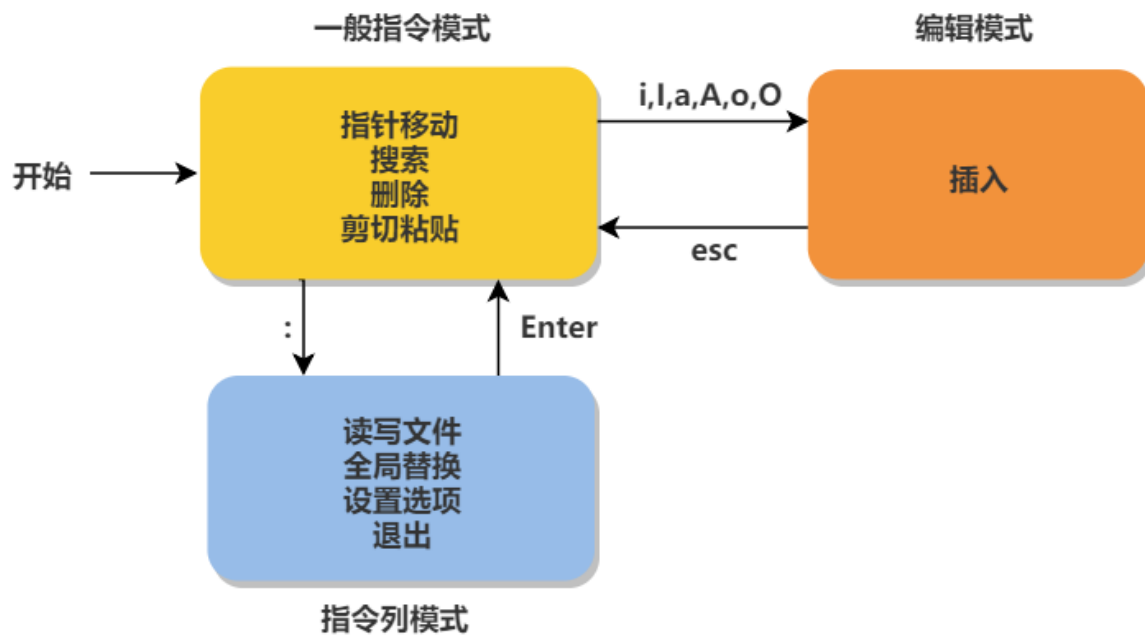 一般指令模式
编辑模式
开始
指针移动
搜索
删除
剪切粘贴
i,I,a,A,o,O
插入
esc
:
Enter
读写文件
全局替换
设置选项
退出
指令列模式